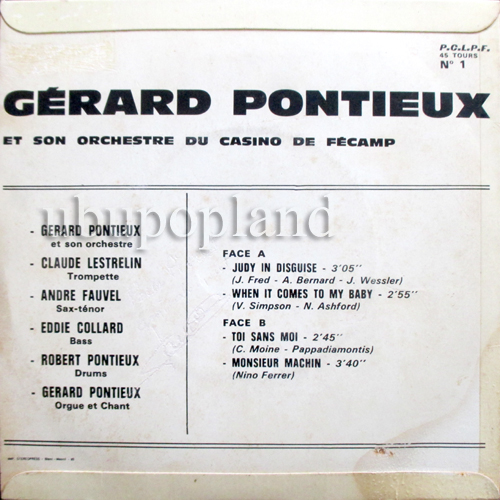 P.C.L.P.F.
45 TOURS
N° 1
GÉRARD PONTIEUX
ET SON ORCHESTRE DU CASINO DE FÉCAMP
ubupopland
- GERARD PONTIEUX
et son orchestre
- CLAUDE LESTRELIN
Trompette
- ANDRE FAUVEL
Sax-ténor
- EDDIE COLLARD
Bass
- ROBERT PONTIEUX
Drums
- GERARD PONTIEUX
Orgue et Chant
FACE A
- JUDY IN DISGUISE - 3'05''
(J. Fred - A. Bernard - J. Wessler)
- WHEN IT COMES TO MY BABY - 2'55''
(V. Simpson - N. Ashford)
FACE B
- TOI SANS MOI - 2'45''
(C. Moine - Pappadiamontis)
- MONSIEUR MACHIN - 3'40''
(Nino Ferrer)